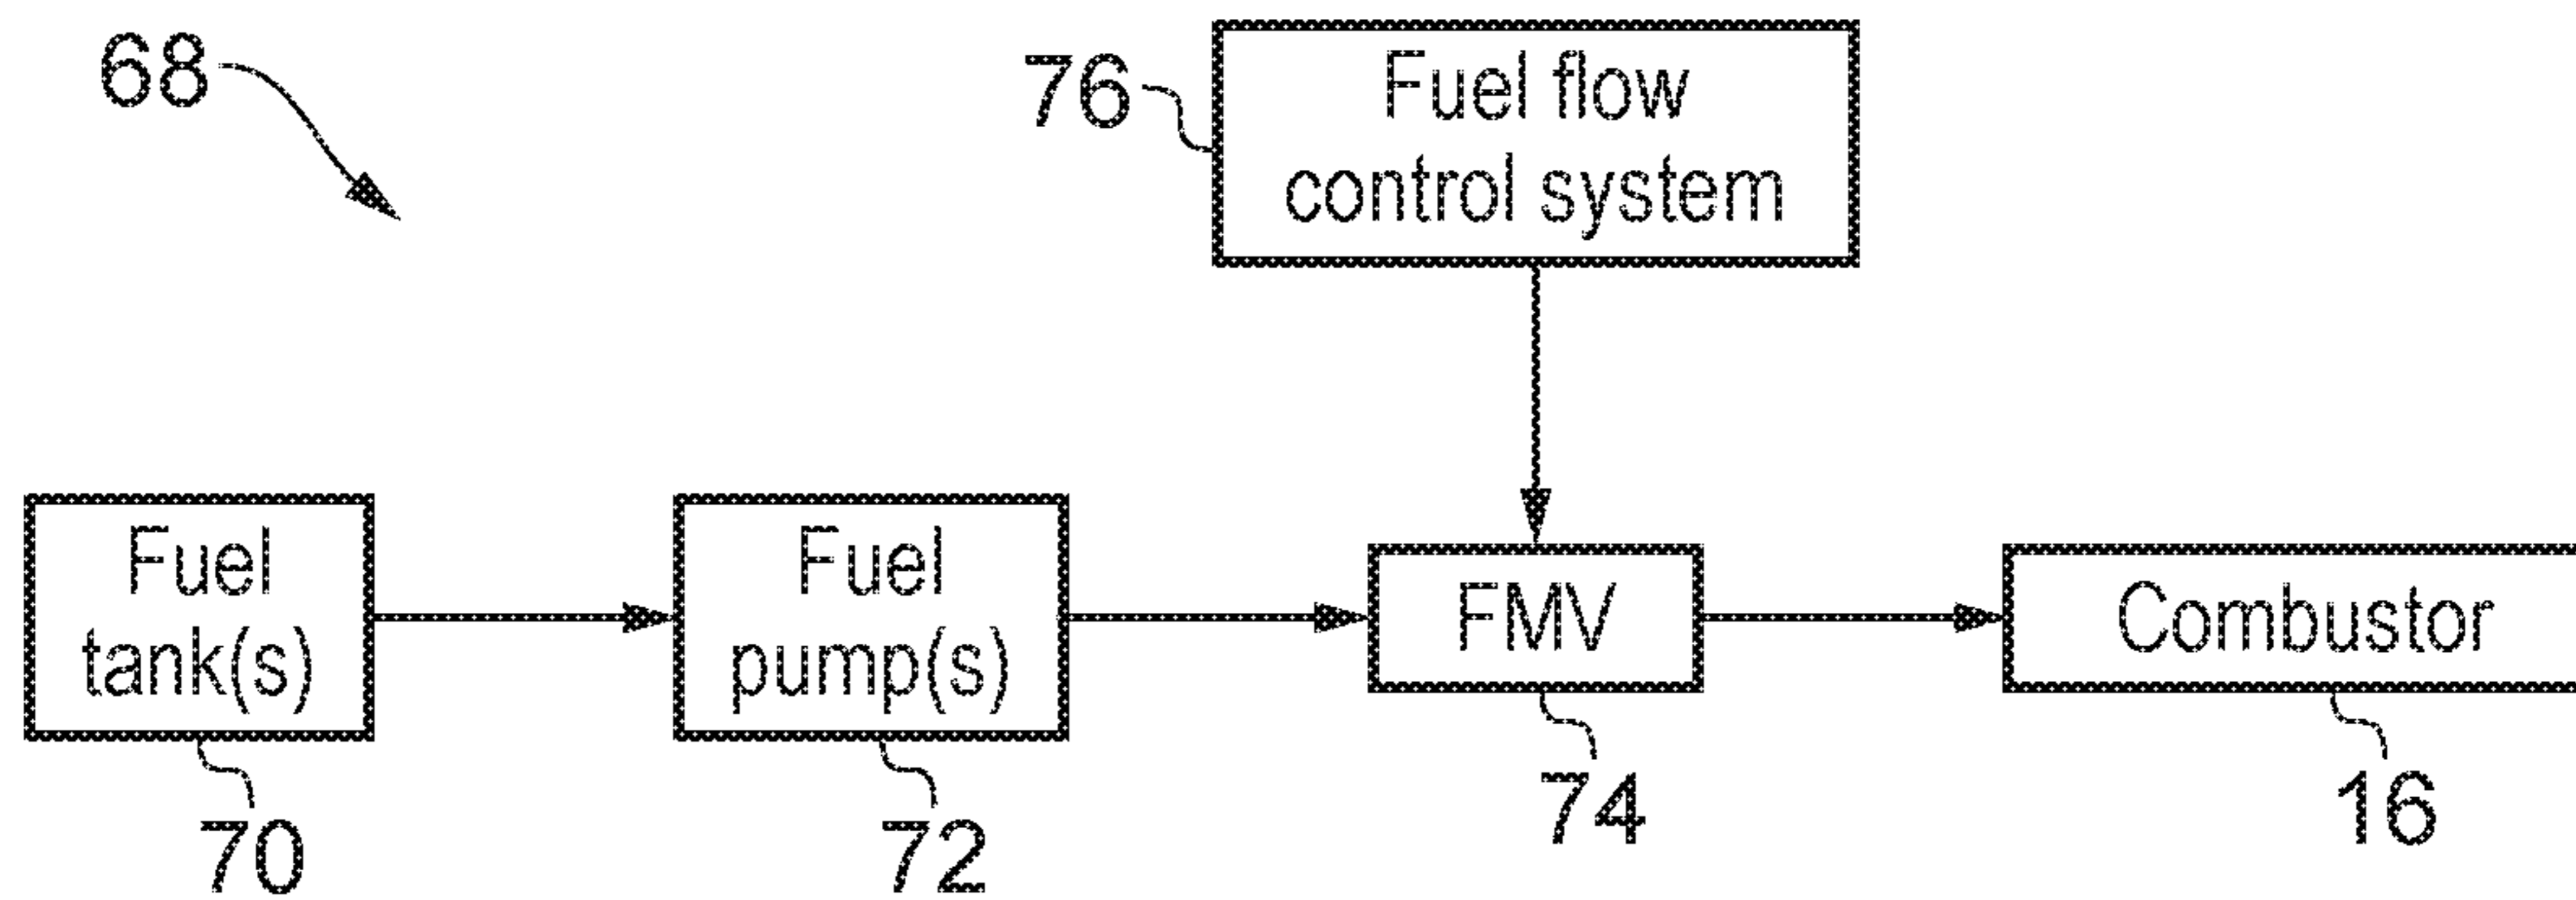 68
76
Fuel flow
control system
Fuel
tank(s)
Fuel
pump(s)
FMV
Combustor
70
72
74
16